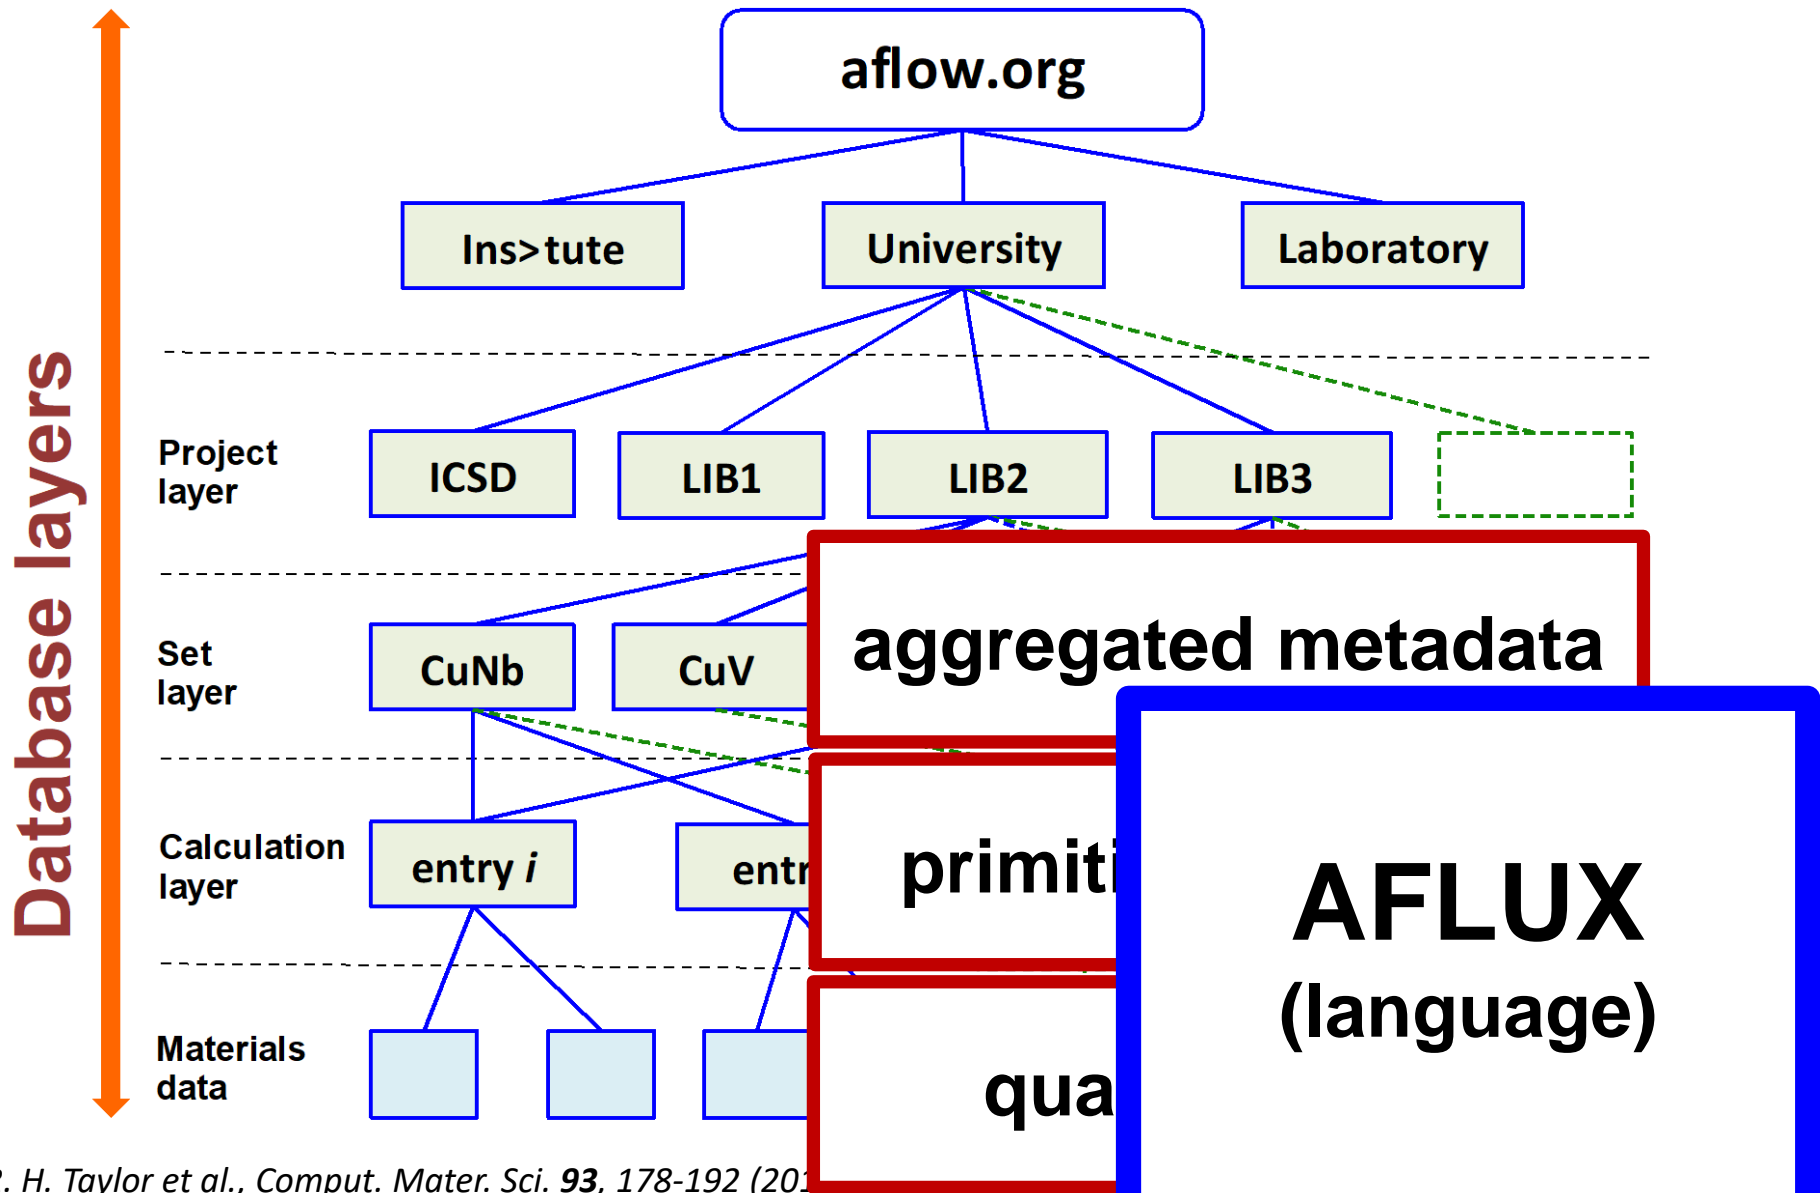 aflow.org
Ins>tute
University
Laboratory
Database layers
Project
layer
ICSD
LIB1
LIB2
LIB3
Set
layer
CuNb
CuV
aggregated metadata
Calculation
layer
entry i
entr
primiti
AFLUX
(language)
Materials
data
qua
. H. Taylor et al., Comput. Mater. Sci. 93, 178-192 (201